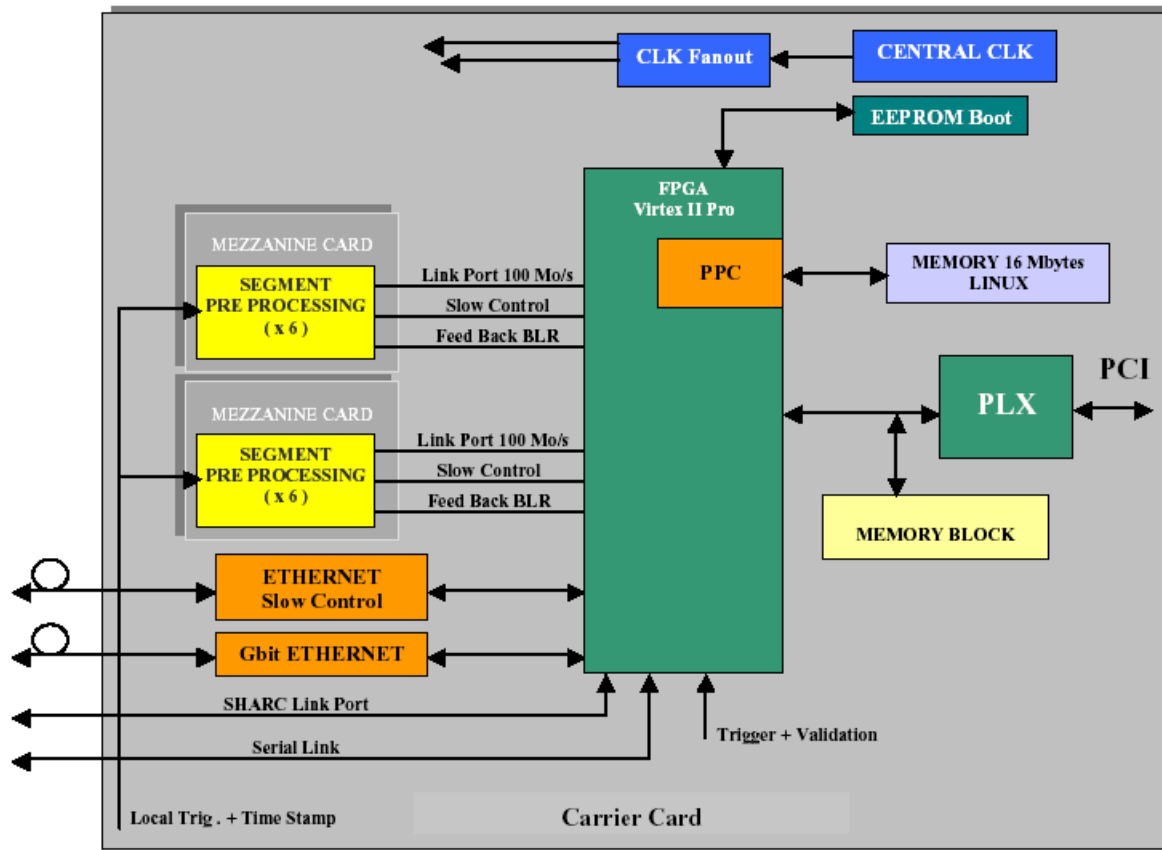 CLK Fanout
CENTRAL CLK
EEPROM Boot
FPGA
Virtex II Pro
MEZZANINE CARD
SEGMENT
PRE PROCESSING
( x 6 )
Link Port 100 Mo/s
Slow Control
Feed Back BLR
PPC
MEMORY 16 Mbytes
LINUX
PLX
PCI
MEZZANINE CARD
SEGMENT
PRE PROCESSING
( x 6 )
Link Port 100 Mo/s
Slow Control
Feed Back BLR
MEMORY BLOCK
ETHERNET
Slow Control
Gbit ETHERNET
SHARC Link Port
Serial Link
Trigger + Validation
Local Trig . + Time Stamp
Carrier Card